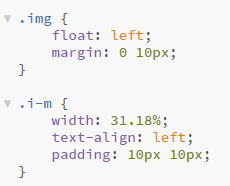 .img {
    float: left;
    margin: 0 10px;
}
.i-m {
    width: 31.18%;
    text-align: left;
    padding: 10px 10px;
}